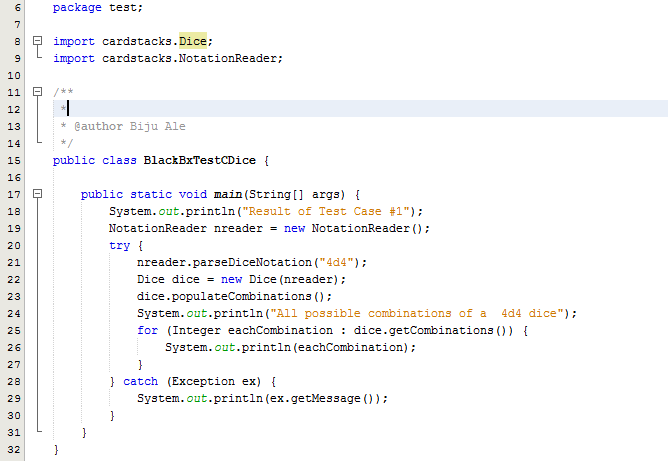 6 package test;
7
8 import cardstacks.Dice;
9 import cardstacks.NotationReader;
10
11 /**
12 *
13 * @author Biju Ale
14 */
15 public class BlackBxTestCDice {
16
17 public static void main(String[] args) {
18 System.out.println("Result of Test Case #1");
19 NotationReader nreader = new NotationReader();
20 try {
21 nreader.parseDiceNotation("4d4");
22 Dice dice = new Dice(nreader);
23 dice.populateCombinations();
24 System.out.println("All possible combinations of a  4d4 dice");
25 for (Integer eachCombination : dice.getCombinations()) {
26 System.out.println(eachCombination);
27 }
28 } catch (Exception ex) {
29 System.out.println(ex.getMessage());
30 }
31 }
32 }